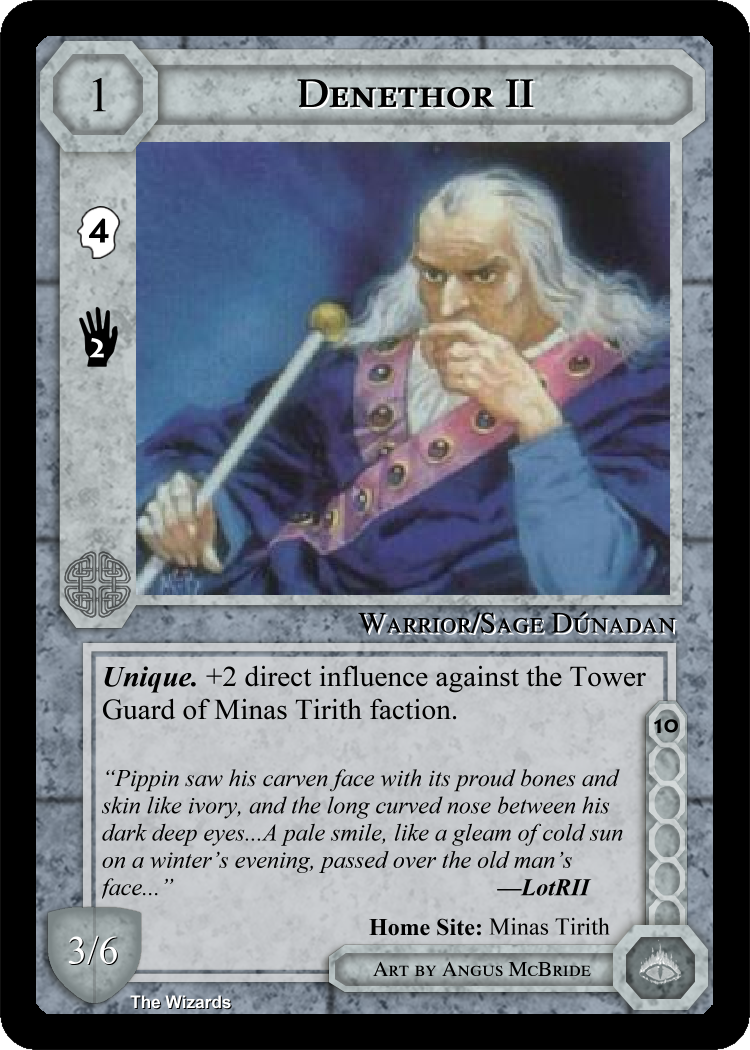 1
Denethor II
4
2
Warrior/Sage Dúnadan
Unique. +2 direct influence against the Tower
Guard of Minas Tirith faction.
10
“Pippin saw his carven face with its proud bones and
skin like ivory, and the long curved nose between his
dark deep eyes...A pale smile, like a gleam of cold sun
on a winter’s evening, passed over the old man’s
face...” —LotRII
Home Site: Minas Tirith
3/6
Art by Angus McBride
The Wizards